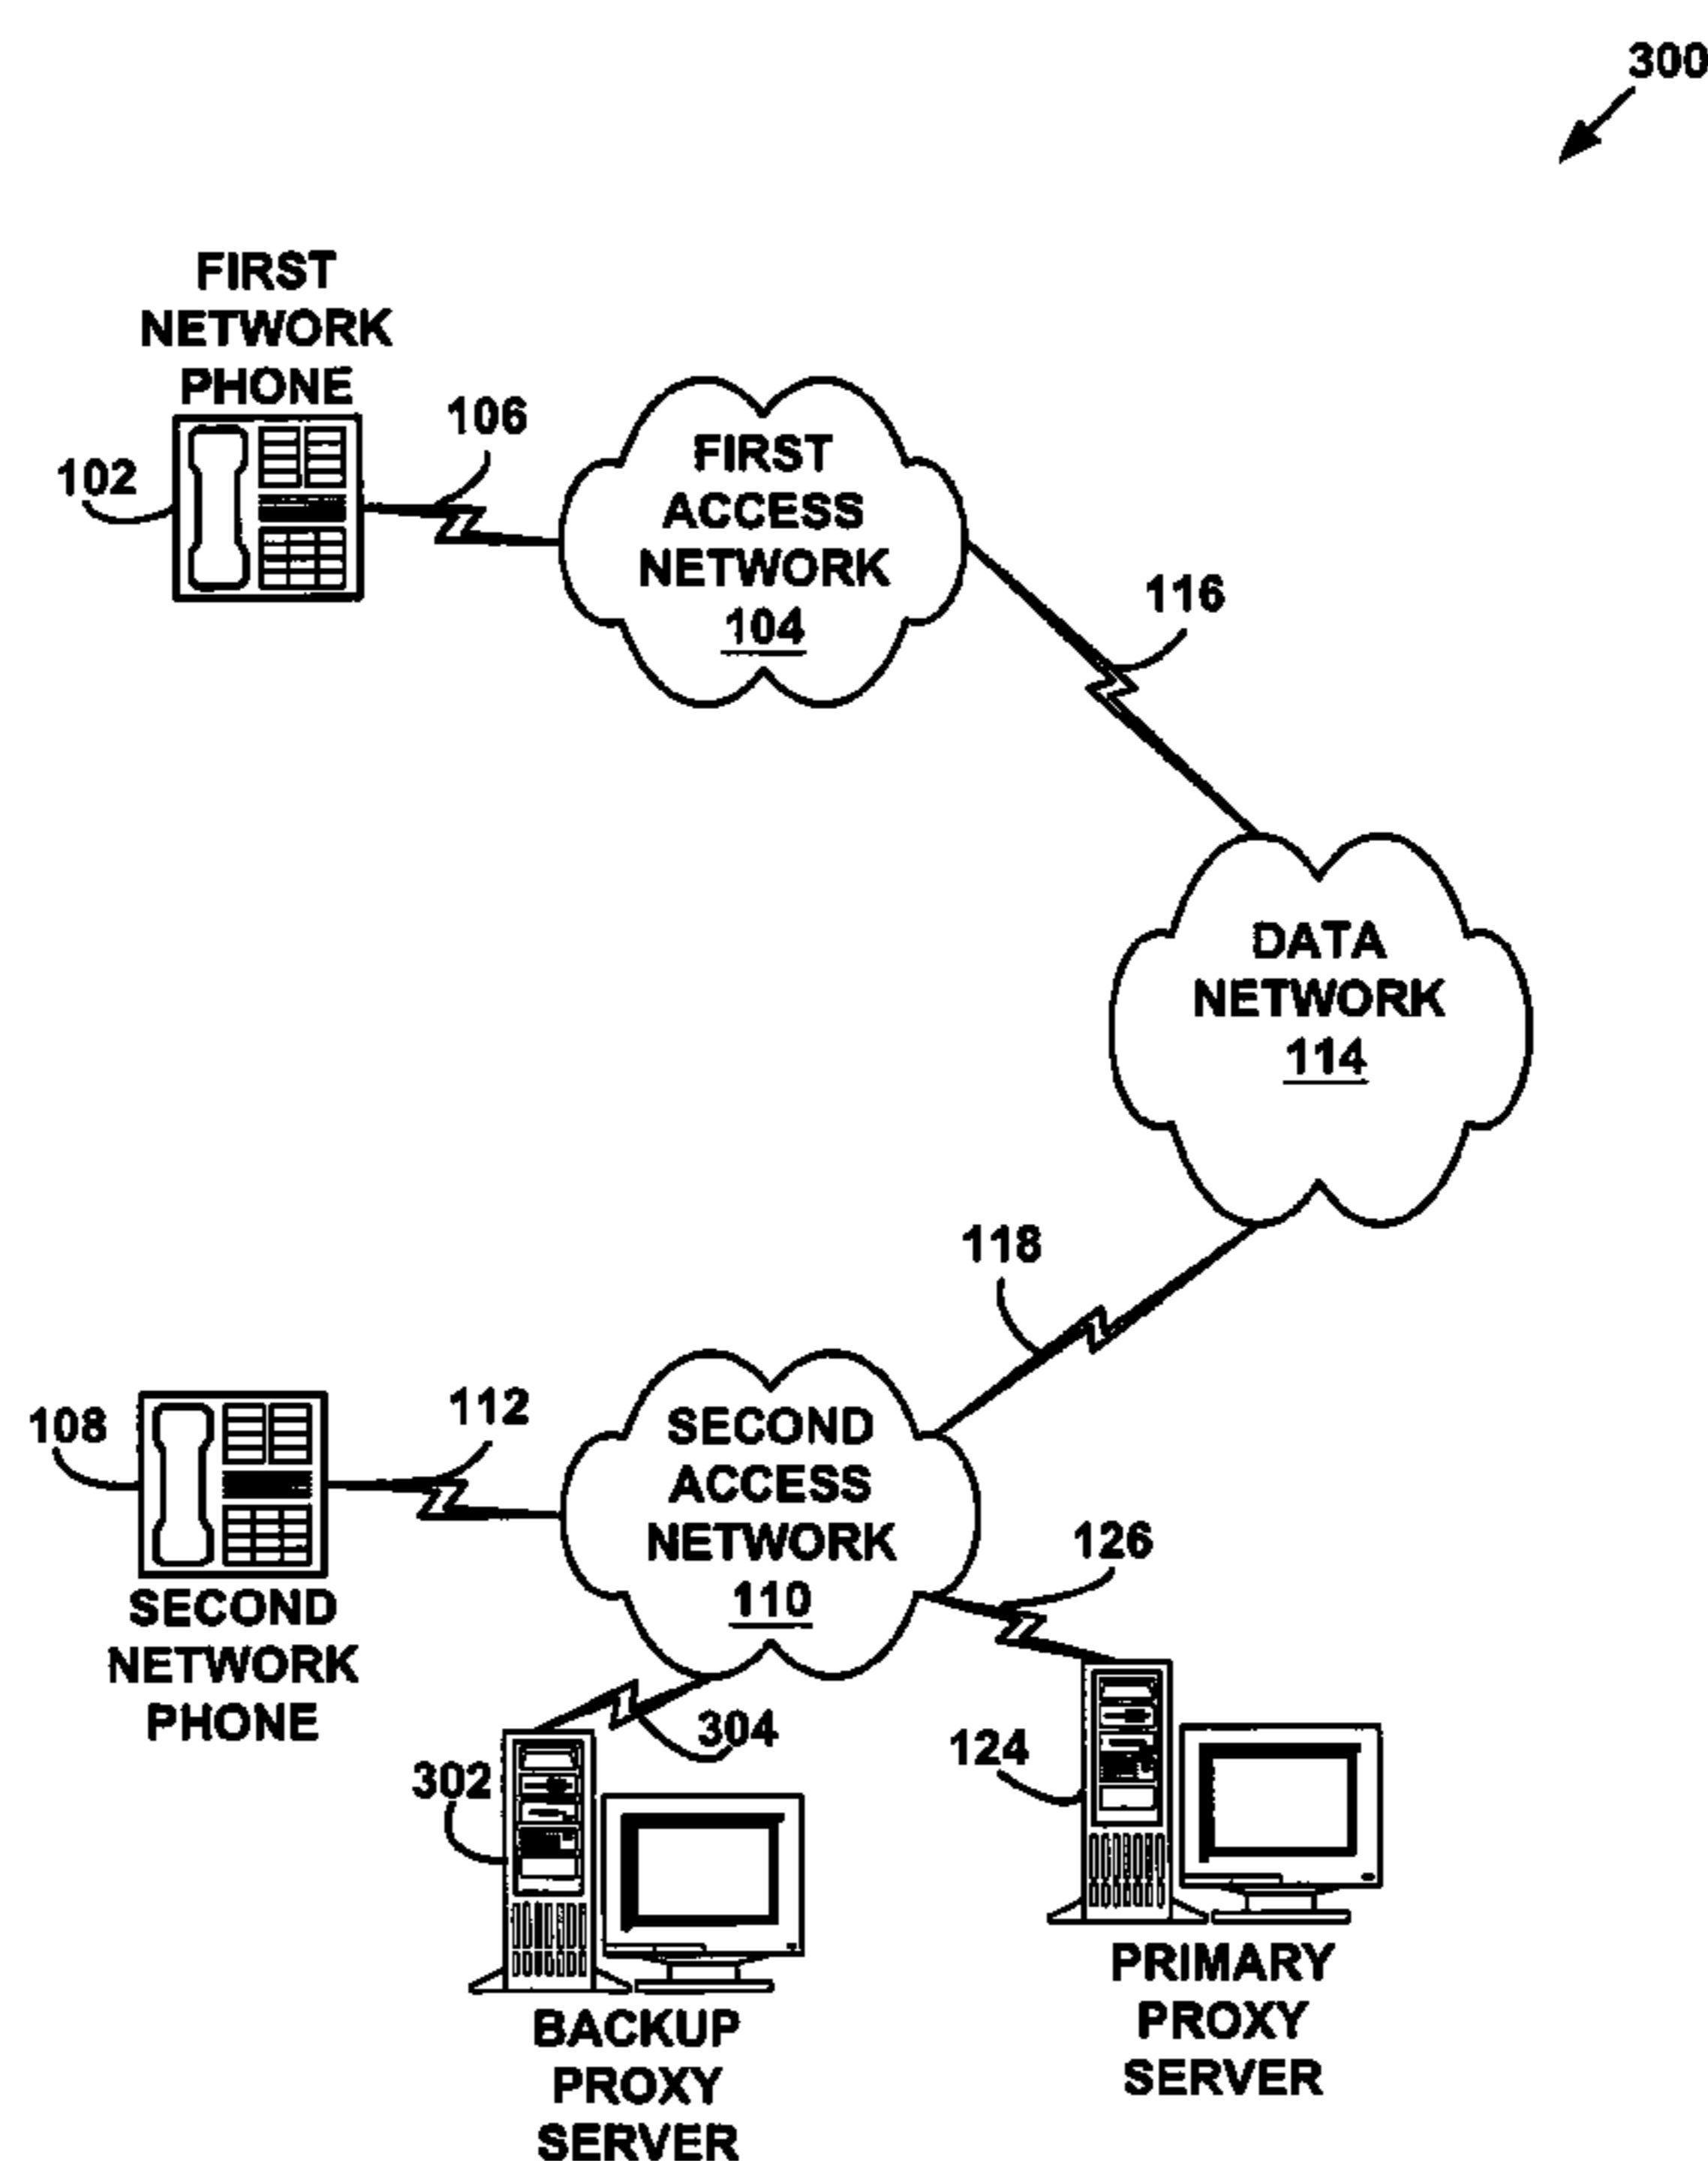 300
FIRST
NETWORK
PHONE
102
106
FIRST
ACCESS
NETWORK
104
116
DATA
NETWORK
114
118
108
112
SECOND
ACCESS
NETWORK
110
126
SECOND
NETWORK
PHONE
304
302
124
PRIMARY
PROXY
SERVER
BACKUP
PROXY
SERVER